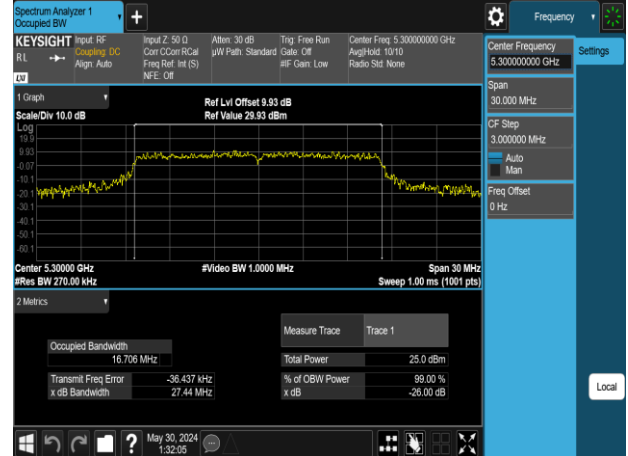 Spectrum Analyzer 1
Occupied BW
Frequency
KEYSIGHT
RL
LXI
Input: RF
Coupling: DC
Align: Auto
Input Z: 50 Ω
Corr CCorr RCal
Freq Ref: Int (S)
NFE: Off
Atten: 30 dB
µW Path: Standard
Trig: Free Run
Gate: Off
#IF Gain: Low
Center Freq: 5.300000000 GHz
Avg|Hold: 10/10
Radio Std: None
Center Frequency
5.300000000 GHz
Settings
Span
30.000 MHz
CF Step
3.000000 MHz
Auto
Man
Freq Offset
0 Hz
Local
1 Graph
Scale/Div 10.0 dB
Ref Lvl Offset 9.93 dB
Ref Value 29.93 dBm
Log
19.9
9.93
-0.07
-10.1
-20.1
-30.1
-40.1
-50.1
-60.1
Center 5.30000 GHz
#Video BW 1.0000 MHz
Span 30 MHz
#Res BW 270.00 kHz
Sweep 1.00 ms (1001 pts)
2 Metrics
Measure Trace Trace 1
Occupied Bandwidth
16.706 MHz
Total Power 25.0 dBm
Transmit Freq Error -36.437 kHz
% of OBW Power 99.00 %
x dB Bandwidth 27.44 MHz
x dB -26.00 dB
?
May 30, 2024
1:32:05